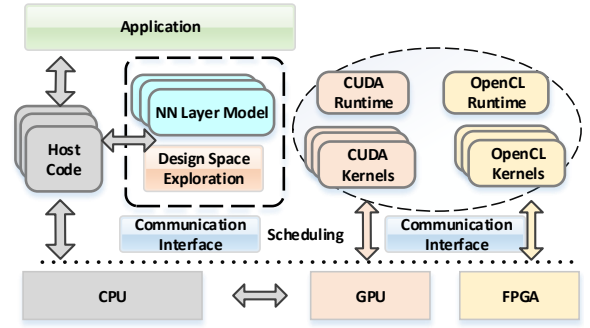 Application
NN Layer Model
Host
Code
Design Space
Exploration
CUDA
Runtime
OpenCL
Runtime
CUDA
Kernels
OpenCL
Kernels
Communication
Interface
Scheduling
Communication
Interface
CPU
GPU
FPGA